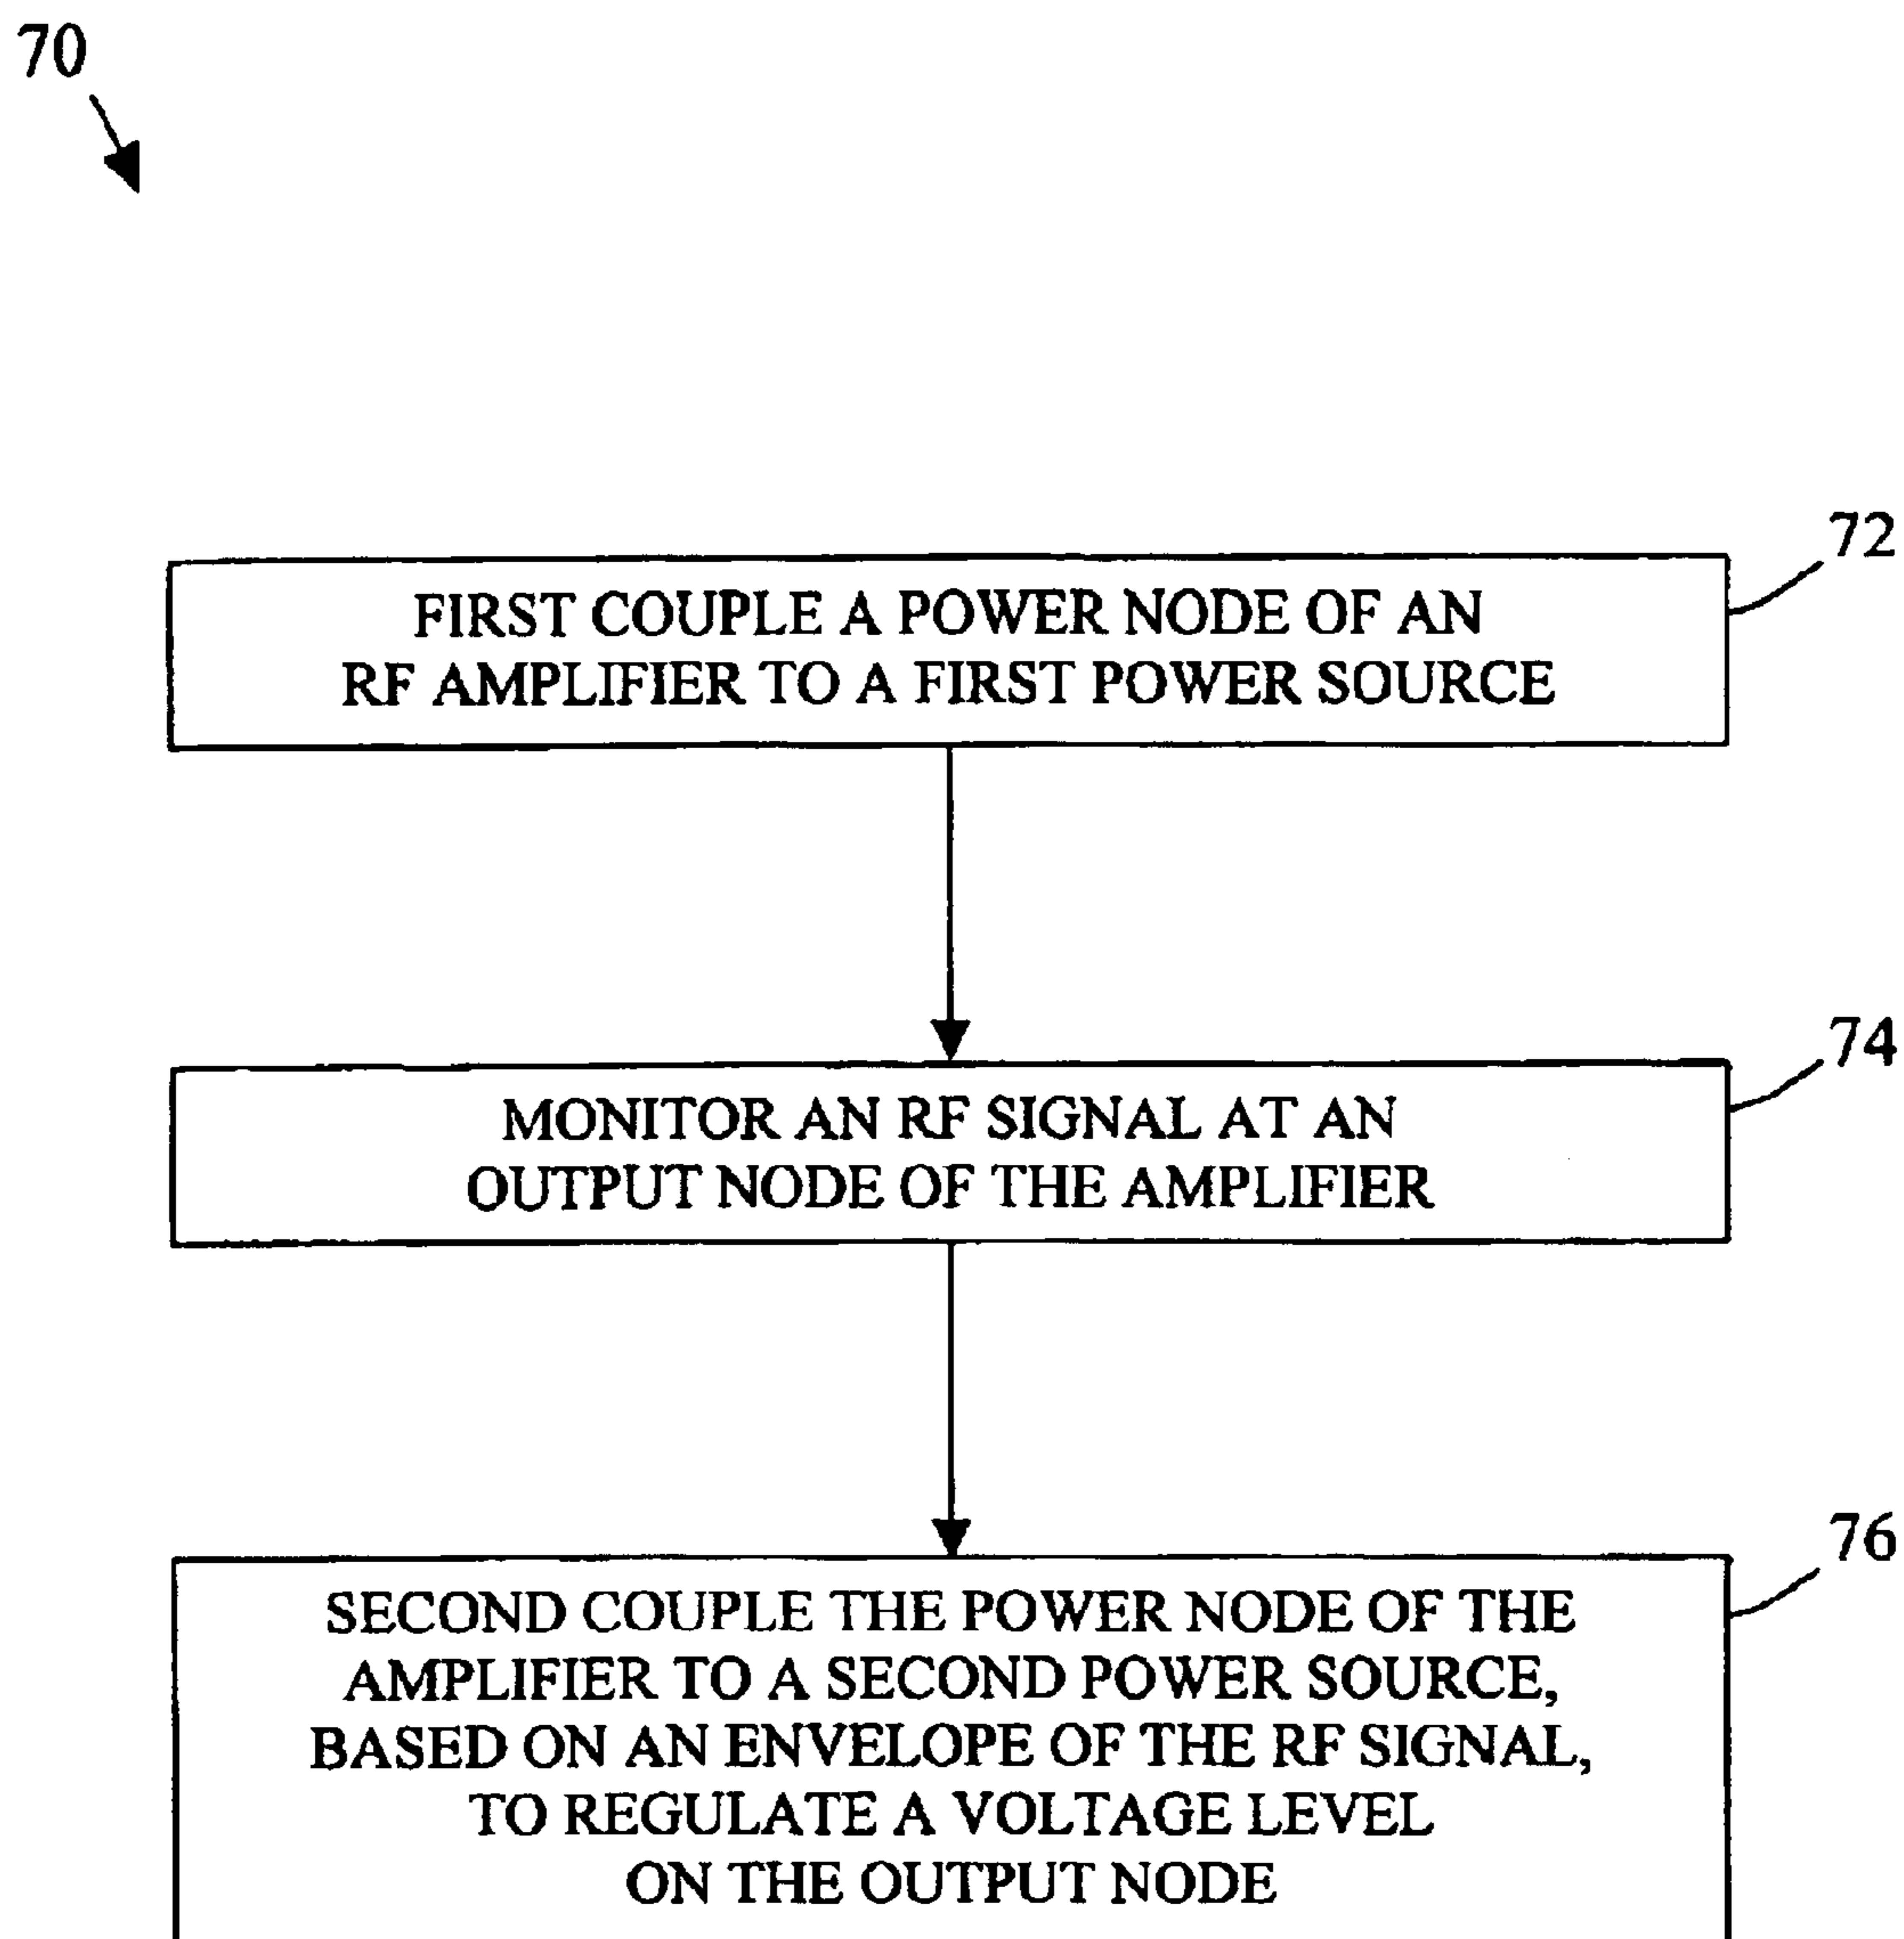 70
72
FIRST COUPLE A POWER NODE OF AN
RF AMPLIFIER TO A FIRST POWER SOURCE
74
MONITOR AN RF SIGNAL AT AN
OUTPUT NODE OF THE AMPLIFIER
76
SECOND COUPLE THE POWER NODE OF THE
AMPLIFIER TO A SECOND POWER SOURCE,
BASED ON AN ENVELOPE OF THE RF SIGNAL,
TO REGULATE A VOLTAGE LEVEL
ON THE OUTPUT NODE